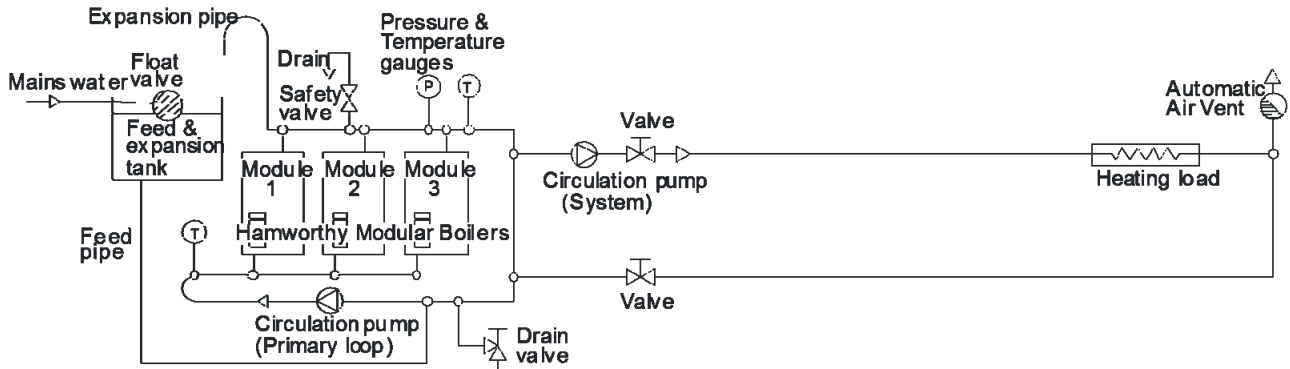 Expansion pipe
Pressure &
Temperature
gauges
Drain
Float
valve
Mains water
Safety
valve
P
T
Automatic
Air Vent
Valve
Feed &
expansion
tank
Module
1
Module
2
Module
3
Circulation pump
(System)
Heating load
Feed
pipe
T
Hamworthy Modular Boilers
Valve
Circulation pump
(Primary loop)
Drain
valve